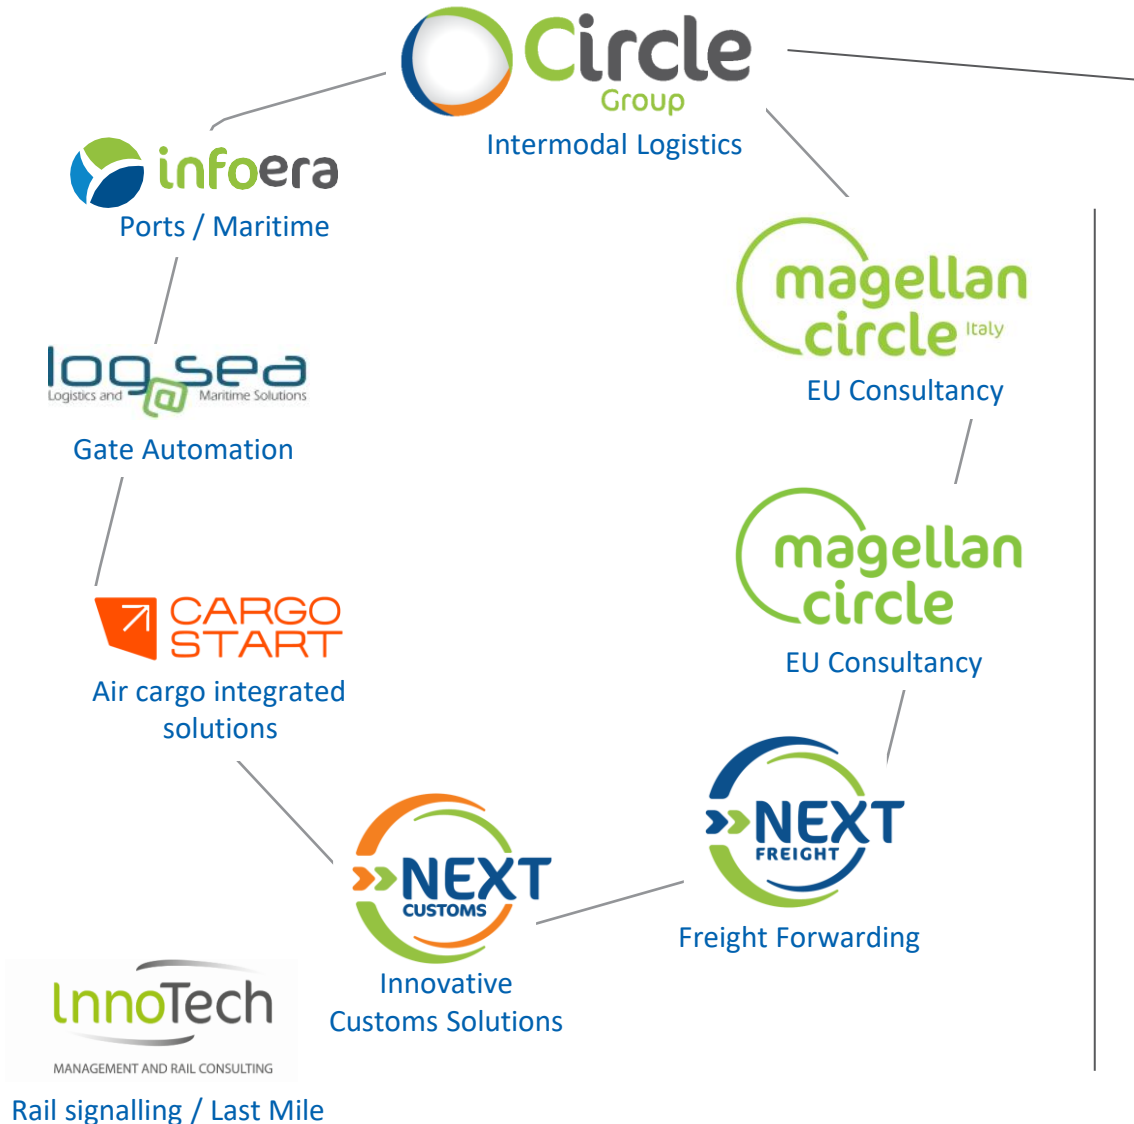 Circle
Group
Intermodal Logistics
infoera
Ports / Maritime
magellan
circle Italy
EU Consultancy
log@sea
Logistics and Maritime Solutions
Gate Automation
magellan
circle
EU Consultancy
CARGO
START
Air cargo integrated
solutions
NEXT
FREIGHT
Freight Forwarding
NEXT
CUSTOMS
Innovative
Customs Solutions
InnoTech
MANAGEMENT AND RAIL CONSULTING
Rail signalling / Last Mile